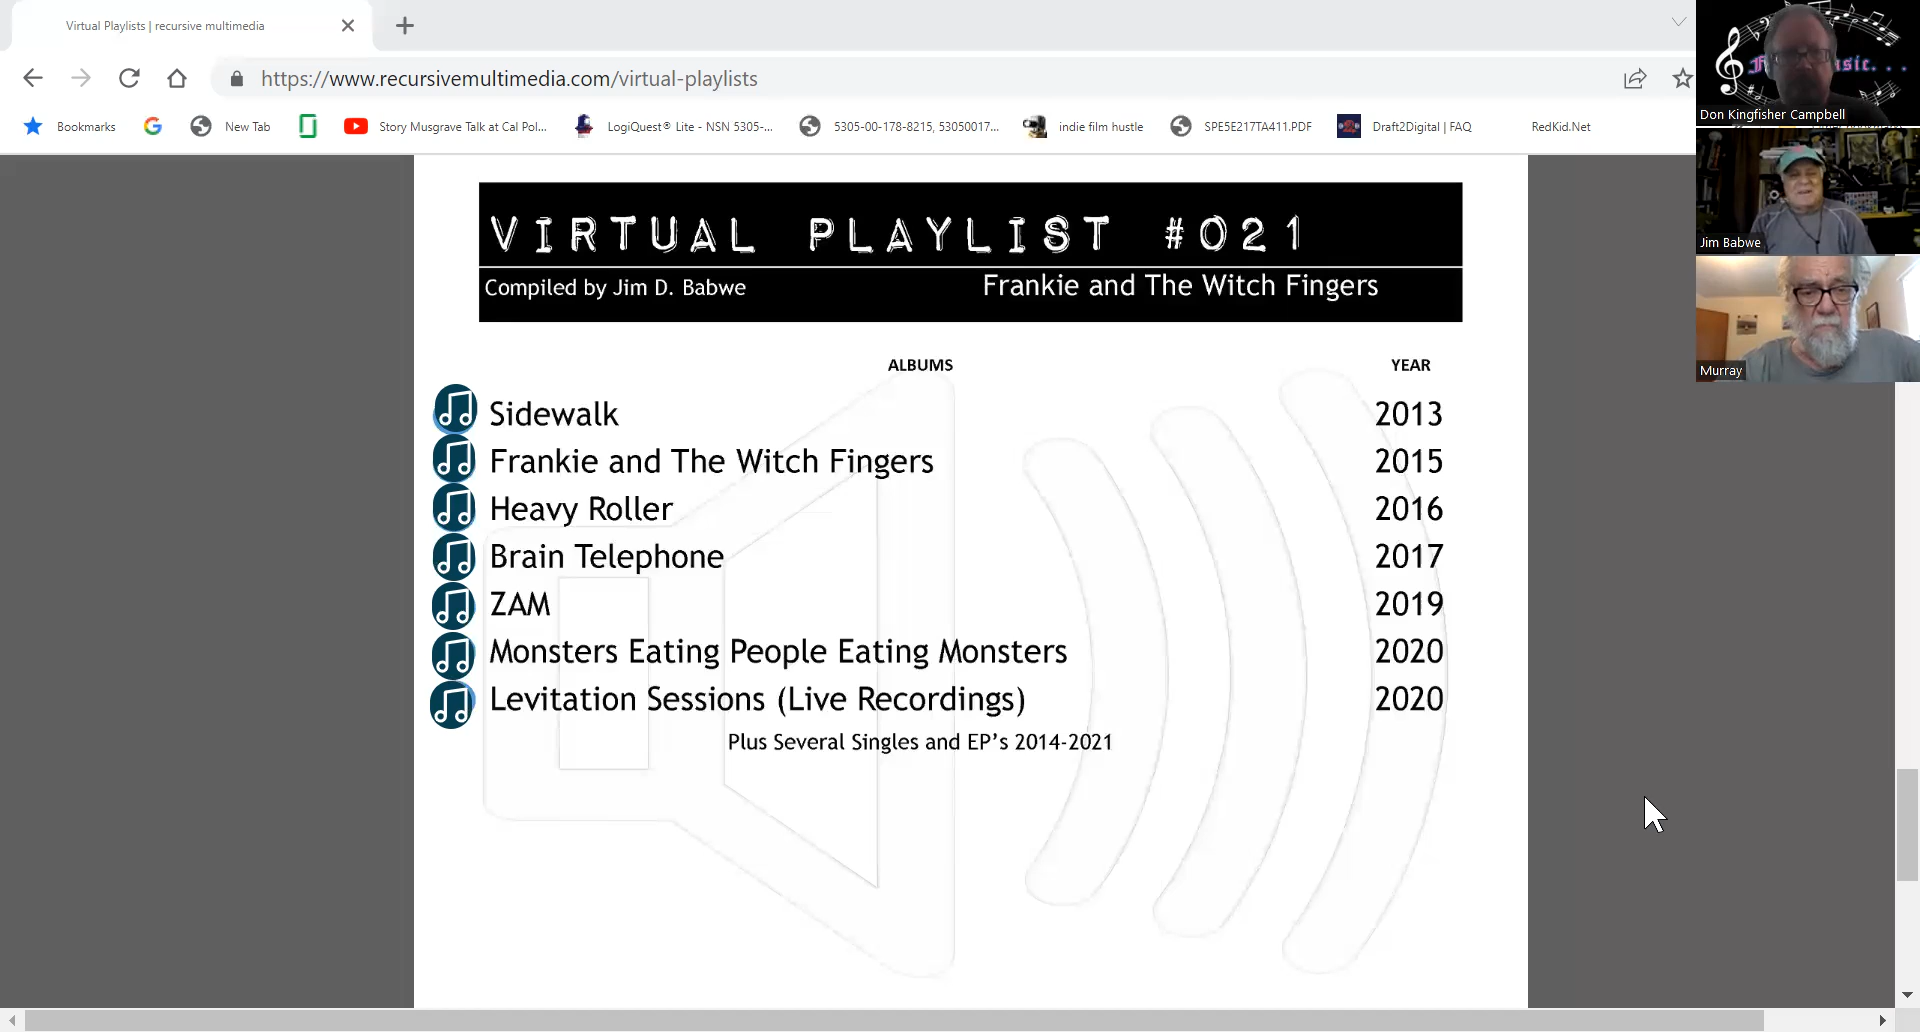 Virtual Playlists | recursive multimedia
https://www.recursivemultimedia.com/virtual-playlists
Bookmarks
New Tab
Story Musgrave Talk at Cal Pol...
LogiQuest® Lite - NSN 5305-...
5305-00-178-8215, 53050017...
indie film hustle
SPE5E217TA411.PDF
Draft2Digital | FAQ
RedKid.Net
Don Kingfisher Campbell
Jim Babwe
Murray
VIRTUAL PLAYLIST #021
Compiled by Jim D. Babwe Frankie and The Witch Fingers
ALBUMS YEAR
Sidewalk 2013
Frankie and The Witch Fingers 2015
Heavy Roller 2016
Brain Telephone 2017
ZAM 2019
Monsters Eating People Eating Monsters 2020
Levitation Sessions (Live Recordings) 2020
Plus Several Singles and EP's 2014-2021